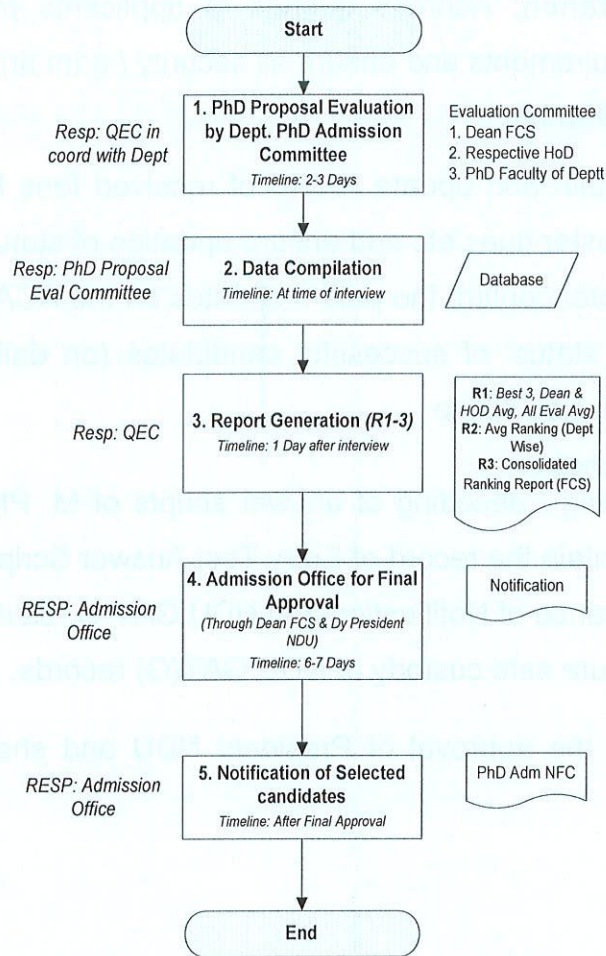 Start
Resp: QEC in
coord with Dept
1. PhD Proposal Evaluation
by Dept. PhD Admission
Committee
Timeline: 2-3 Days
Evaluation Committee
1. Dean FCS
2. Respective HoD
3. PhD Faculty of Deptt
Resp: PhD Proposal
Eval Committee
2. Data Compilation
Timeline: At time of interview
Database
Resp: QEC
3. Report Generation (R1-3)
Timeline: 1 Day after interview
R1: Best 3, Dean &
HOD Avg, All Eval Avg)
R2: Avg Ranking (Dept
Wise)
R3: Consolidated
Ranking Report (FCS)
RESP: Admission
Office
4. Admission Office for Final
Approval
(Through Dean FCS & Dy President
NDU)
Timeline: 6-7 Days
Notification
RESP: Admission
Office
5. Notification of Selected
candidates
Timeline: After Final Approval
PhD Adm NFC
End